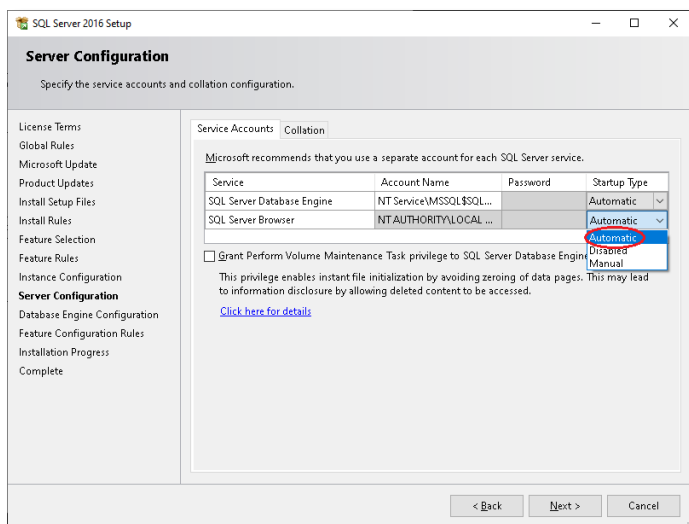 SQL Server 2016 Setup
Server Configuration
Specify the service accounts and collation configuration.
License Terms
Global Rules
Microsoft Update
Product Updates
Install Setup Files
Install Rules
Feature Selection
Feature Rules
Instance Configuration
Server Configuration
Database Engine Configuration
Feature Configuration Rules
Installation Progress
Complete
Service Accounts Collation
Microsoft recommends that you use a separate account for each SQL Server service.
Service Account Name Password Startup Type
SQL Server Database Engine NT Service\MSSQL$SQL... Automatic
SQL Server Browser NT AUTHORITY\LOCAL ... Automatic
Automatic
Disabled
Manual
Grant Perform Volume Maintenance Task privilege to SQL Server Database Engine
This privilege enables instant file initialization by avoiding zeroing of data pages. This may lead
to information disclosure by allowing deleted content to be accessed.
Click here for details
< Back Next > Cancel